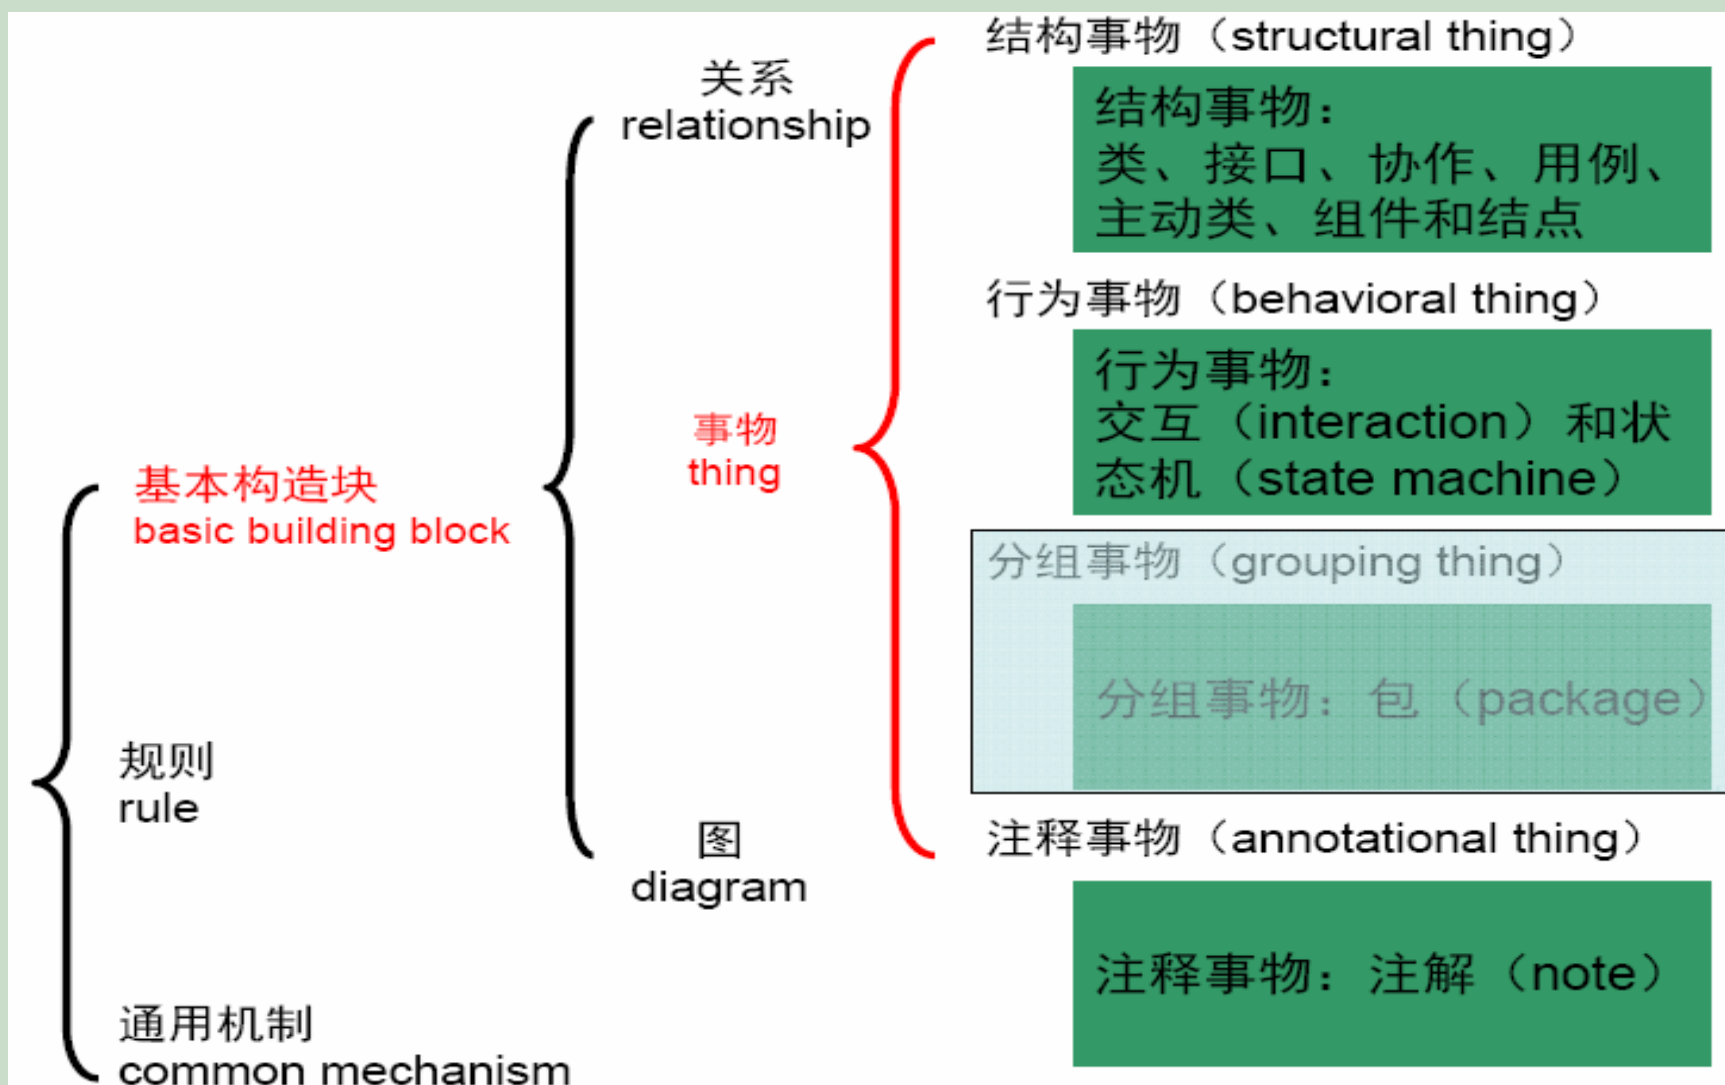 基本构造块
basic building block
规则
rule
通用机制
common mechanism
关系
relationship
事物
thing
图
diagram
结构事物（structural thing）
结构事物：
类、接口、协作、用例、
主动类、组件和结点
行为事物（behavioral thing）
行为事物：
交互（interaction）和状
态机（state machine）
分组事物（grouping thing）
分组事物：包（package）
注释事物（annotational thing）
注释事物：注解（note）